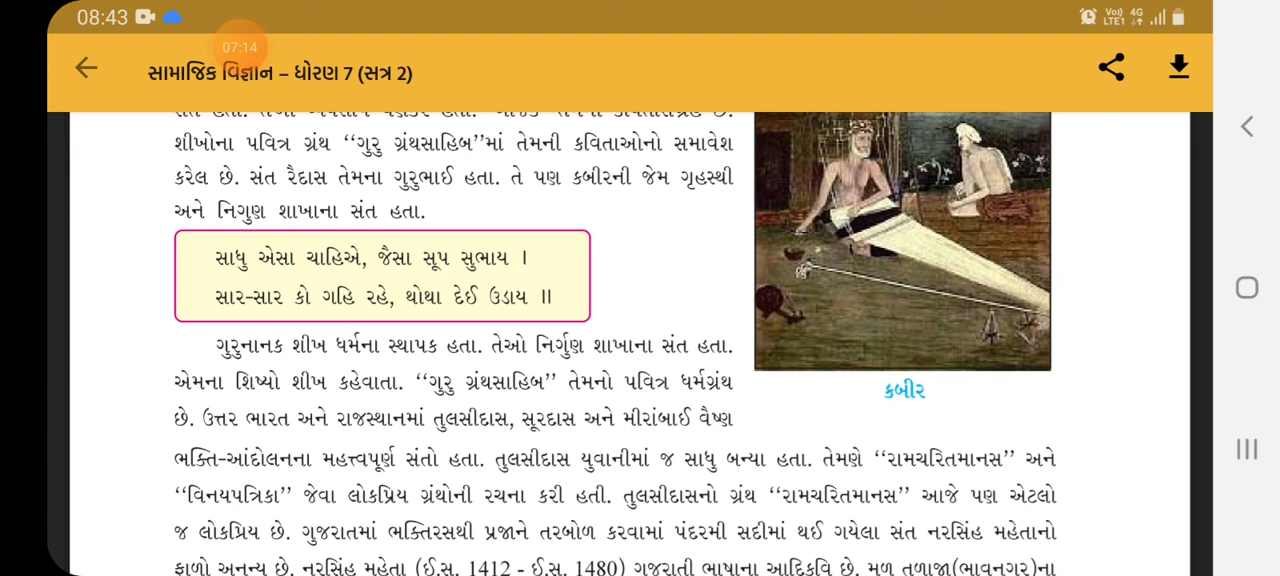 08:43
Vo)) 4G
LTE1
07:14
સામાજિક વિજ્ઞાન – ધોરણ 7 (સત્ર 2)
શીખોના પવિત્ર ગ્રંથ “ગુરુ ગ્રંથસાહિબ”માં તેમની કવિતાઓનો સમાવેશ
કરેલ છે. સંત રૈદાસ તેમના ગુરુભાઈ હતા. તે પણ કબીરની જેમ ગૃહસ્થી
અને નિગુણ શાખાના સંત હતા.
સાધુ એસા ચાહિએ, જૈસા સૂપ સુભાય ।
સાર-સાર કો ગહિ રહે, થોથા દેઈ ઉડાય ॥
ગુરુનાનક શીખ ધર્મના સ્થાપક હતા. તેઓ નિર્ગુણ શાખાના સંત હતા.
એમના શિષ્યો શીખ કહેવાતા. “ગુરુ ગ્રંથસાહિબ” તેમનો પવિત્ર ધર્મગ્રંથ
છે. ઉત્તર ભારત અને રાજસ્થાનમાં તુલસીદાસ, સૂરદાસ અને મીરાંબાઈ વૈષ્ણ
કબીર
ભક્તિ-આંદોલનના મહત્ત્વપૂર્ણ સંતો હતા. તુલસીદાસ યુવાનીમાં જ સાધુ બન્યા હતા. તેમણે “રામચરિતમાનસ” અને
“વિનયપત્રિકા” જેવા લોકપ્રિય ગ્રંથોની રચના કરી હતી. તુલસીદાસનો ગ્રંથ “રામચરિતમાનસ” આજે પણ એટલો
જ લોકપ્રિય છે. ગુજરાતમાં ભક્તિરસથી પ્રજાને તરબોળ કરવામાં પંદરમી સદીમાં થઈ ગયેલા સંત નરસિંહ મહેતાનો
ફાળો અનન્ય છે. નરસિંહ મહેતા (ઈ.સ. 1412 - ઈ.સ. 1480) ગુજરાતી ભાષાના આદિકવિ છે. મૂળ તળાજા(ભાવનગર)ના